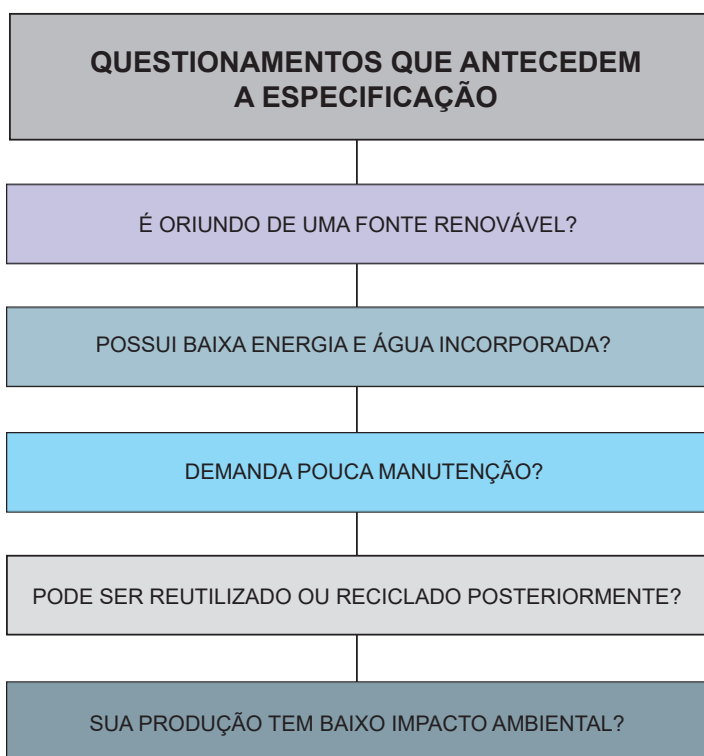 QUESTIONAMENTOS QUE ANTECEDEM
A ESPECIFICAÇÃO
É ORIUNDO DE UMA FONTE RENOVÁVEL?
POSSUI BAIXA ENERGIA E ÁGUA INCORPORADA?
DEMANDA POUCA MANUTENÇÃO?
PODE SER REUTILIZADO OU RECICLADO POSTERIORMENTE?
SUA PRODUÇÃO TEM BAIXO IMPACTO AMBIENTAL?